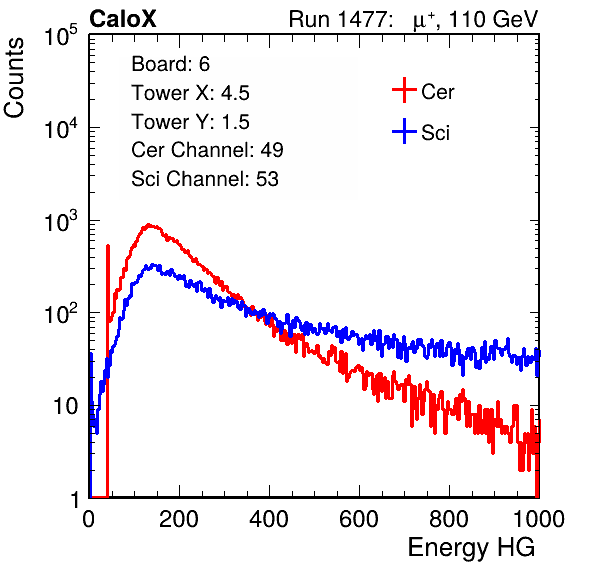 CaloX Run 1477: μ⁺, 110 GeV
Counts
Board: 6
Tower X: 4.5
Tower Y: 1.5
Cer Channel: 49
Sci Channel: 53
Cer
Sci
10⁵
10⁴
10³
10²
10
1
0 200 400 600 800 1000
Energy HG